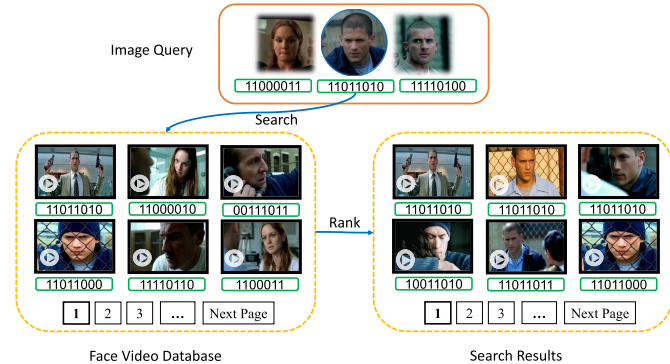 Image Query
11000011 11011010 11110100
Search
11011010 11000010 00111011 11011010 11011010 11011010
Rank
11011000 11110110 1100011 10011010 11011011 11011000
1 2 3 ... Next Page 1 2 3 ... Next Page
Face Video Database Search Results